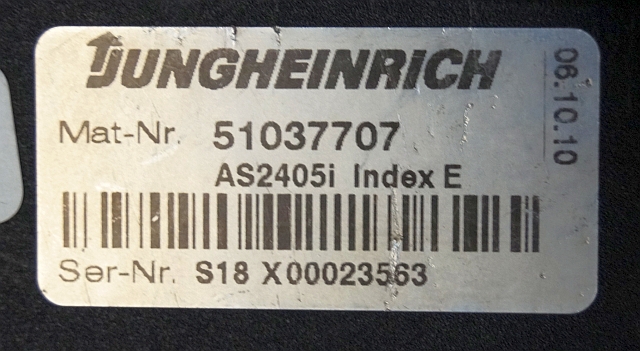 JUNGHEINRICH
06.10.10
Mat-Nr. 51037707
AS2405i Index E
Ser-Nr. S18 X00023563